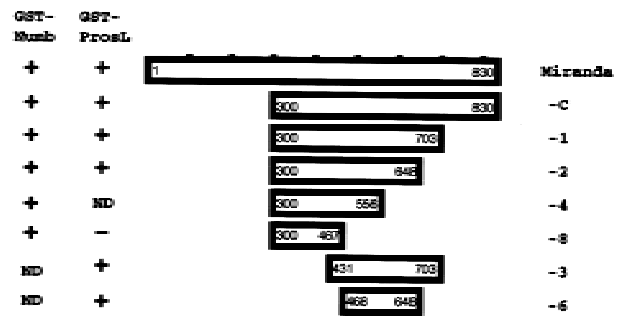 GST- GST-
Numb ProsL
+ + 1 830 Miranda
+ + 300 830 -C
+ + 300 703 -1
+ + 300 648 -2
+ ND 300 556 -4
+ - 300 467 -8
ND + 431 703 -3
ND + 468 648 -6